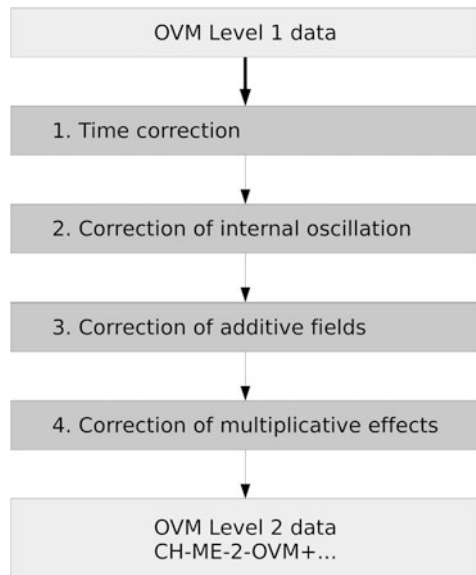 OVM Level 1 data
1. Time correction
2. Correction of internal oscillation
3. Correction of additive fields
4. Correction of multiplicative effects
OVM Level 2 data
CH-ME-2-OVM+...